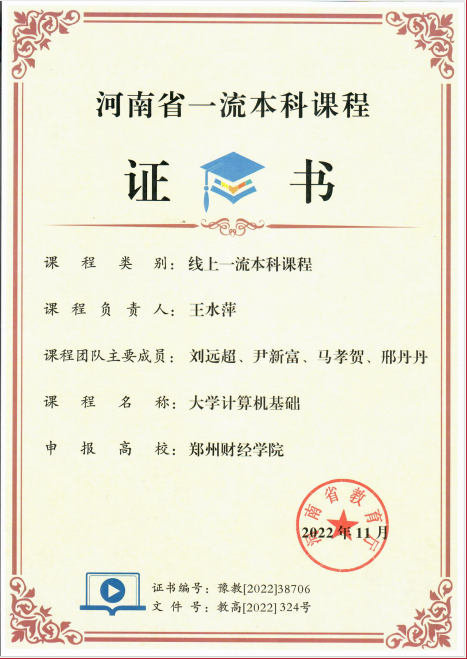 河南省一流本科课程
证书
课程类别：线上一流本科课程
课程负责人：王水萍
课程团队主要成员：刘远超、尹新富、马孝贺、邢丹丹
课程名称：大学计算机基础
申报高校：郑州财经学院
河南省教育厅
2022年11月
证书编号：豫教[2022]38706
文件号：教高[2022]324号